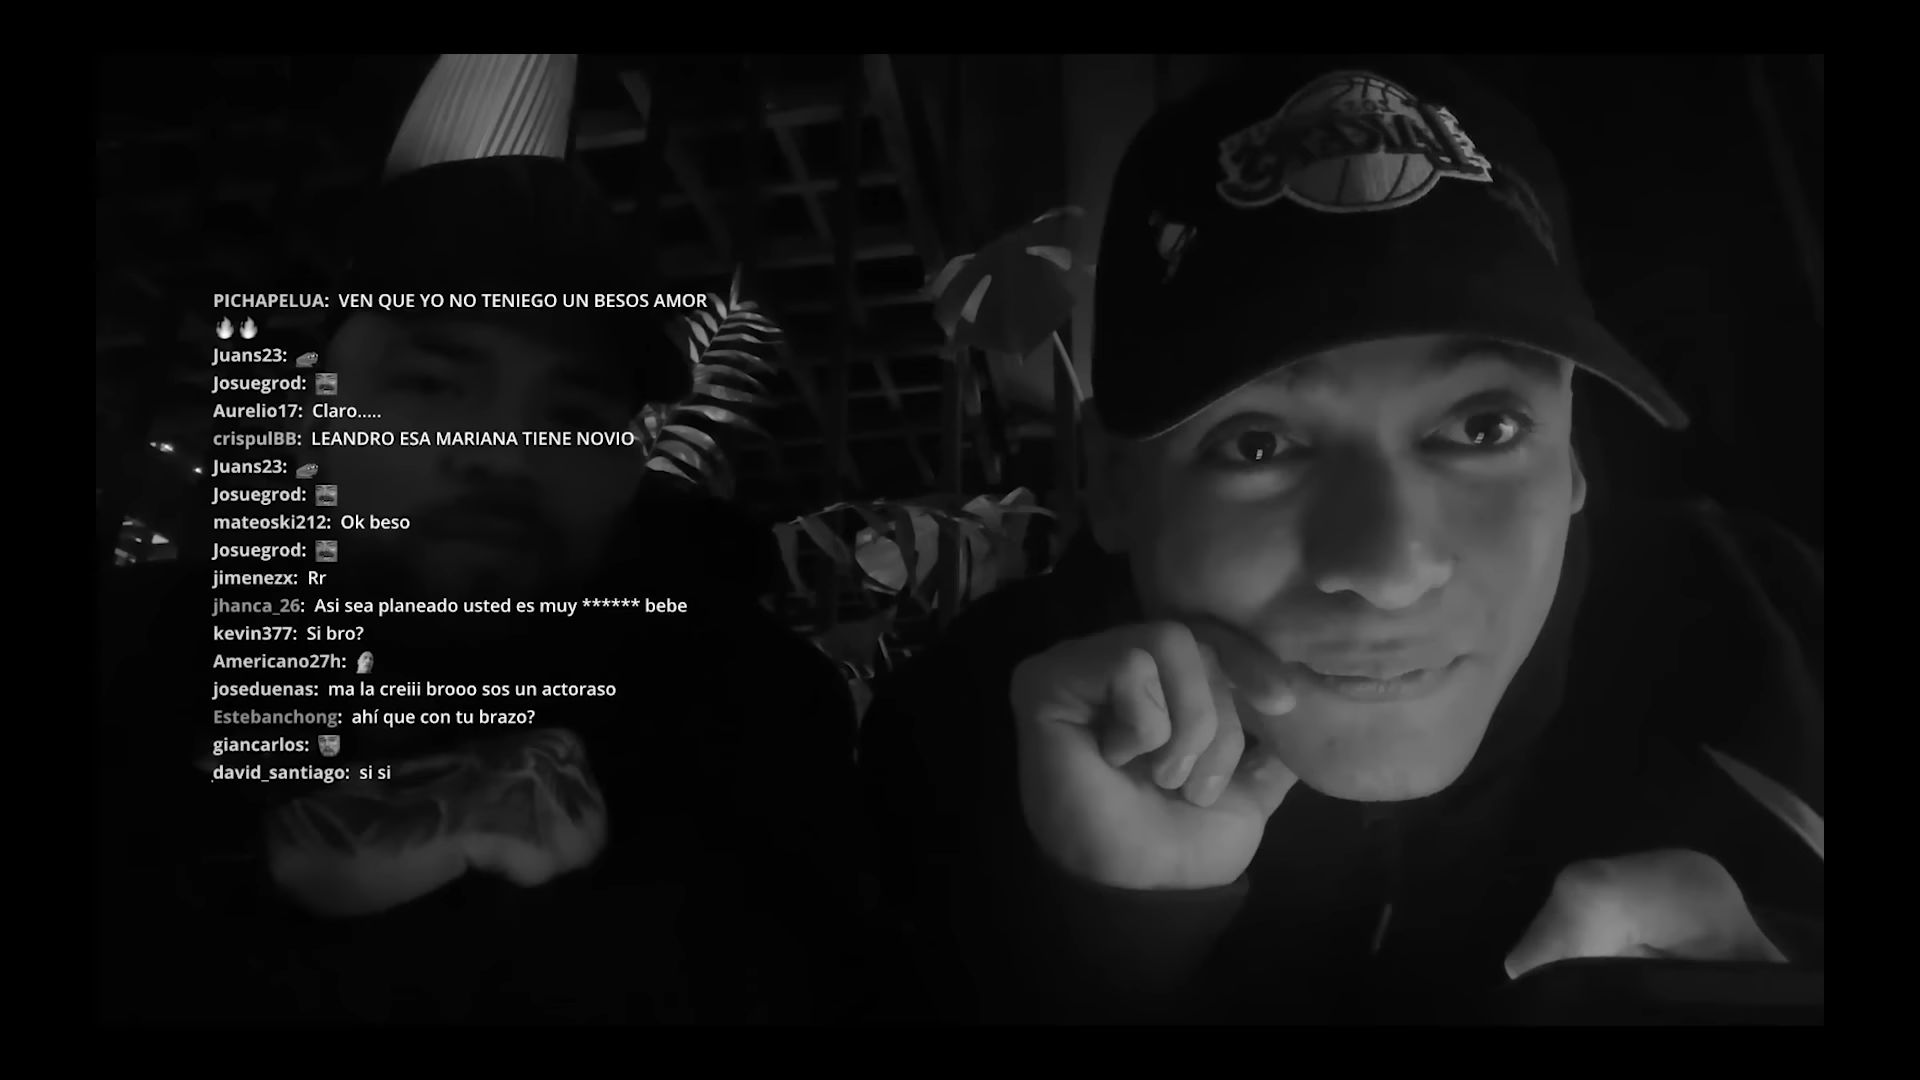 PICHAPELUA: VEN QUE YO NO TENIEGO UN BESOS AMOR
🔥🔥
Juans23:
Josuegrod:
Aurelio17: Claro.....
crispulBB: LEANDRO ESA MARIANA TIENE NOVIO
Juans23:
Josuegrod:
mateoski212: Ok beso
Josuegrod:
jimenezx: Rr
jhanca_26: Asi sea planeado usted es muy ****** bebe
kevin377: Si bro?
Americano27h:
joseduenas: ma la creiii brooo sos un actoraso
Estebanchong: ahí que con tu brazo?
giancarlos:
david_santiago: si si